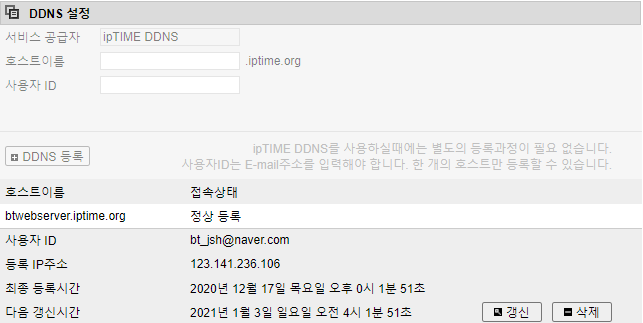 DDNS 설정
서비스 공급자 ipTIME DDNS
호스트이름 .iptime.org
사용자 ID
DDNS 등록
ipTIME DDNS를 사용하실때에는 별도의 등록과정이 필요 없습니다.
사용자ID는 E-mail주소를 입력해야 합니다. 한 개의 호스트만 등록할 수 있습니다.
호스트이름 접속상태
btwebserver.iptime.org 정상 등록
사용자 ID bt_jsh@naver.com
등록 IP주소 123.141.236.106
최종 등록시간 2020년 12월 17일 목요일 오후 0시 1분 51초
다음 갱신시간 2021년 1월 3일 일요일 오전 4시 1분 51초 갱신 삭제